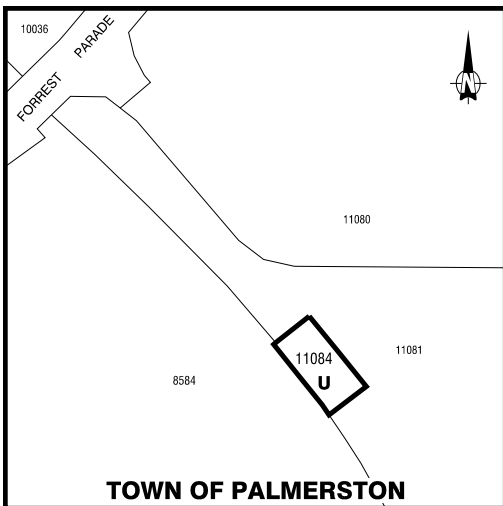 10036
FORREST PARADE
N
11080
11084
U
11081
8584
TOWN OF PALMERSTON